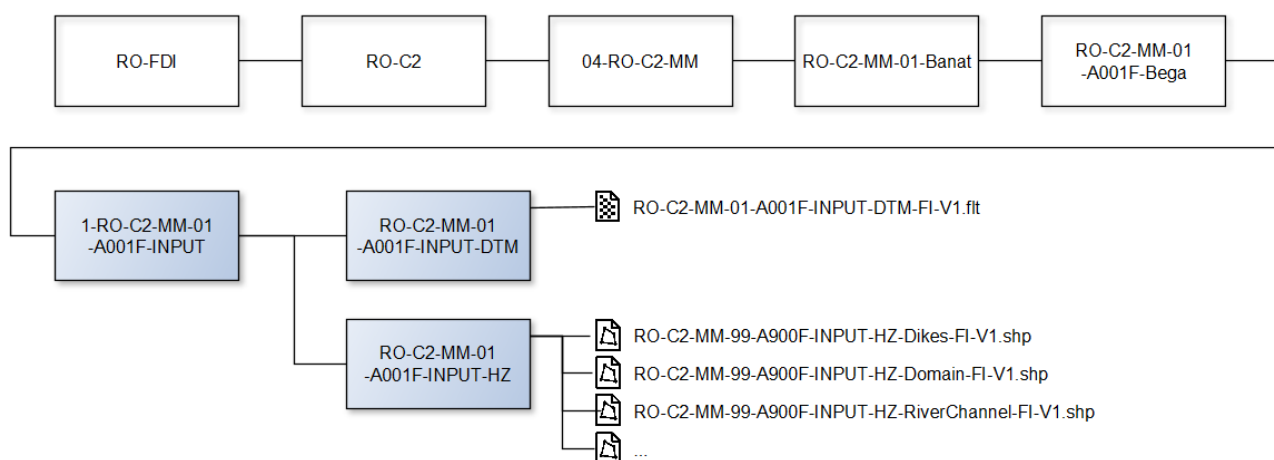 RO-FDI
RO-C2
04-RO-C2-MM
RO-C2-MM-01-Banat
RO-C2-MM-01
-A001F-Bega
1-RO-C2-MM-01
-A001F-INPUT
RO-C2-MM-01
-A001F-INPUT-DTM
RO-C2-MM-01-A001F-INPUT-DTM-FI-V1.flt
RO-C2-MM-01
-A001F-INPUT-HZ
RO-C2-MM-99-A900F-INPUT-HZ-Dikes-FI-V1.shp
RO-C2-MM-99-A900F-INPUT-HZ-Domain-FI-V1.shp
RO-C2-MM-99-A900F-INPUT-HZ-RiverChannel-FI-V1.shp
...